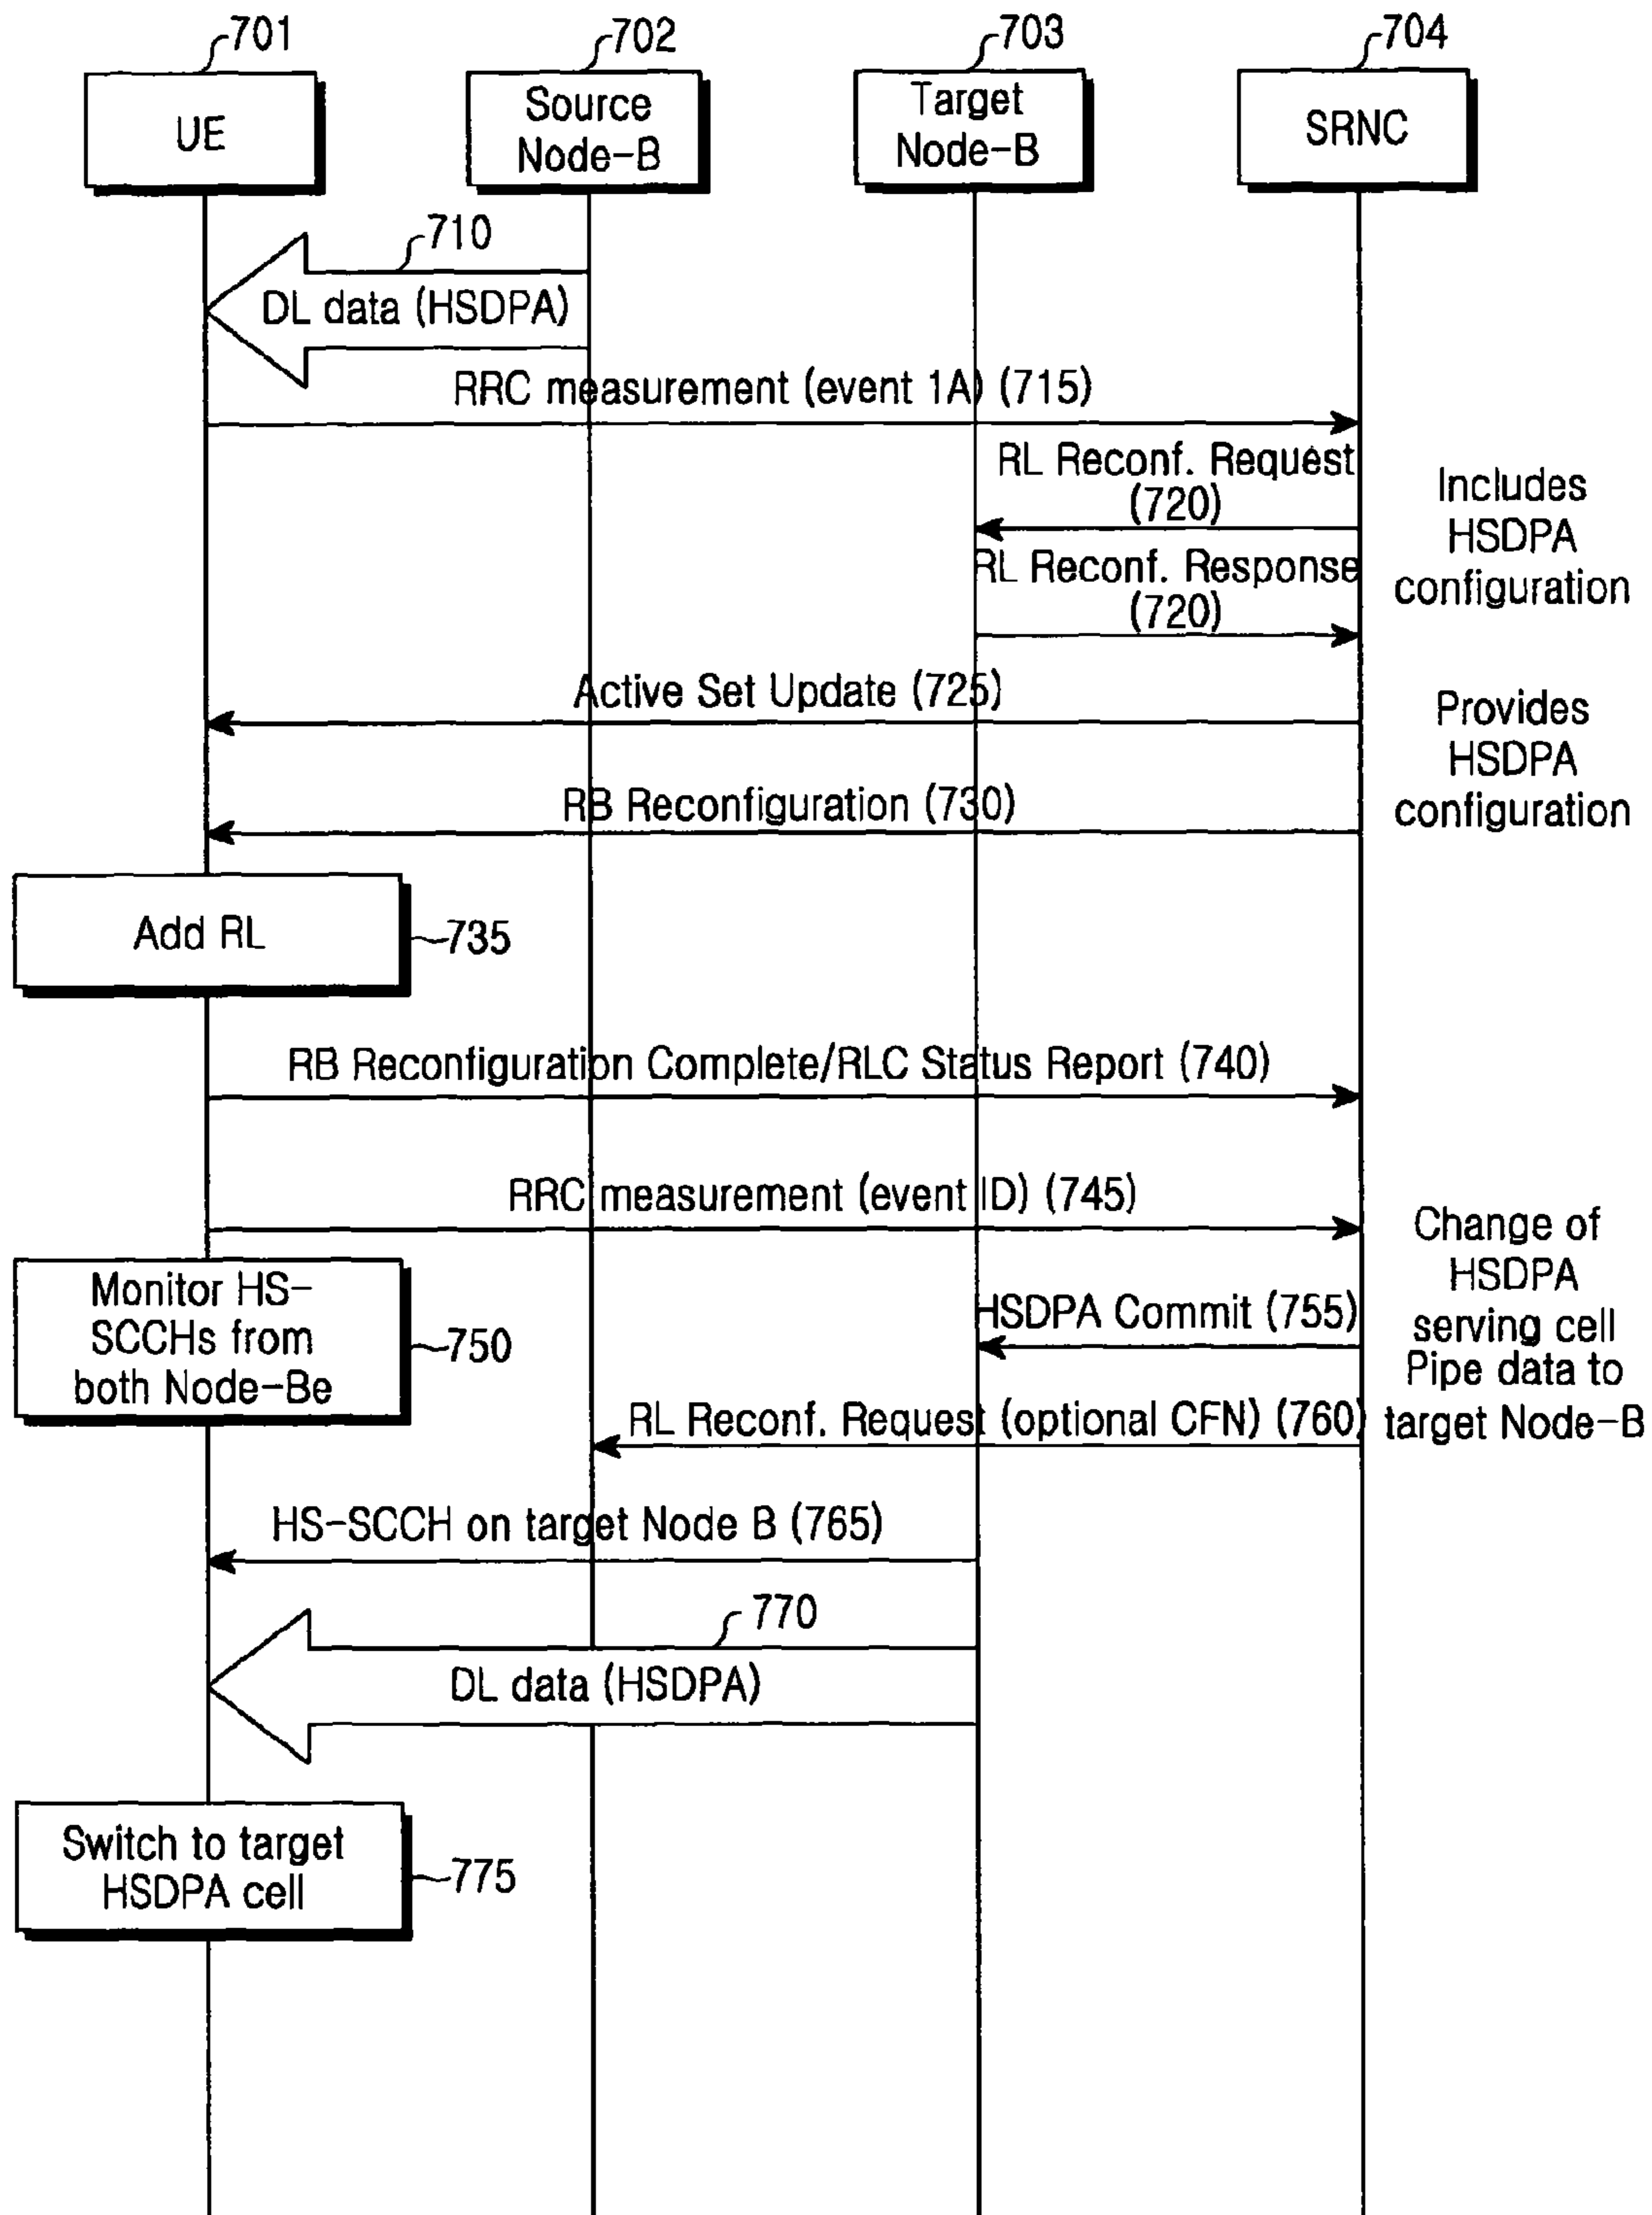 701
702
703
704
UE
Source
Node-B
Target
Node-B
SRNC
710
DL data (HSDPA)
RRC measurement (event 1A) (715)
RL Reconf. Request
(720)
Includes
HSDPA
configuration
RL Reconf. Response
(720)
Active Set Update (725)
Provides
HSDPA
configuration
RB Reconfiguration (730)
Add RL
735
RB Reconfiguration Complete/RLC Status Report (740)
RRC measurement (event ID) (745)
Monitor HS-
SCCHs from
both Node-Be
750
Change of
HSDPA
serving cell
Pipe data to
target Node-B
HSDPA Commit (755)
RL Reconf. Request (optional CFN) (760)
HS-SCCH on target Node B (765)
770
DL data (HSDPA)
Switch to target
HSDPA cell
775